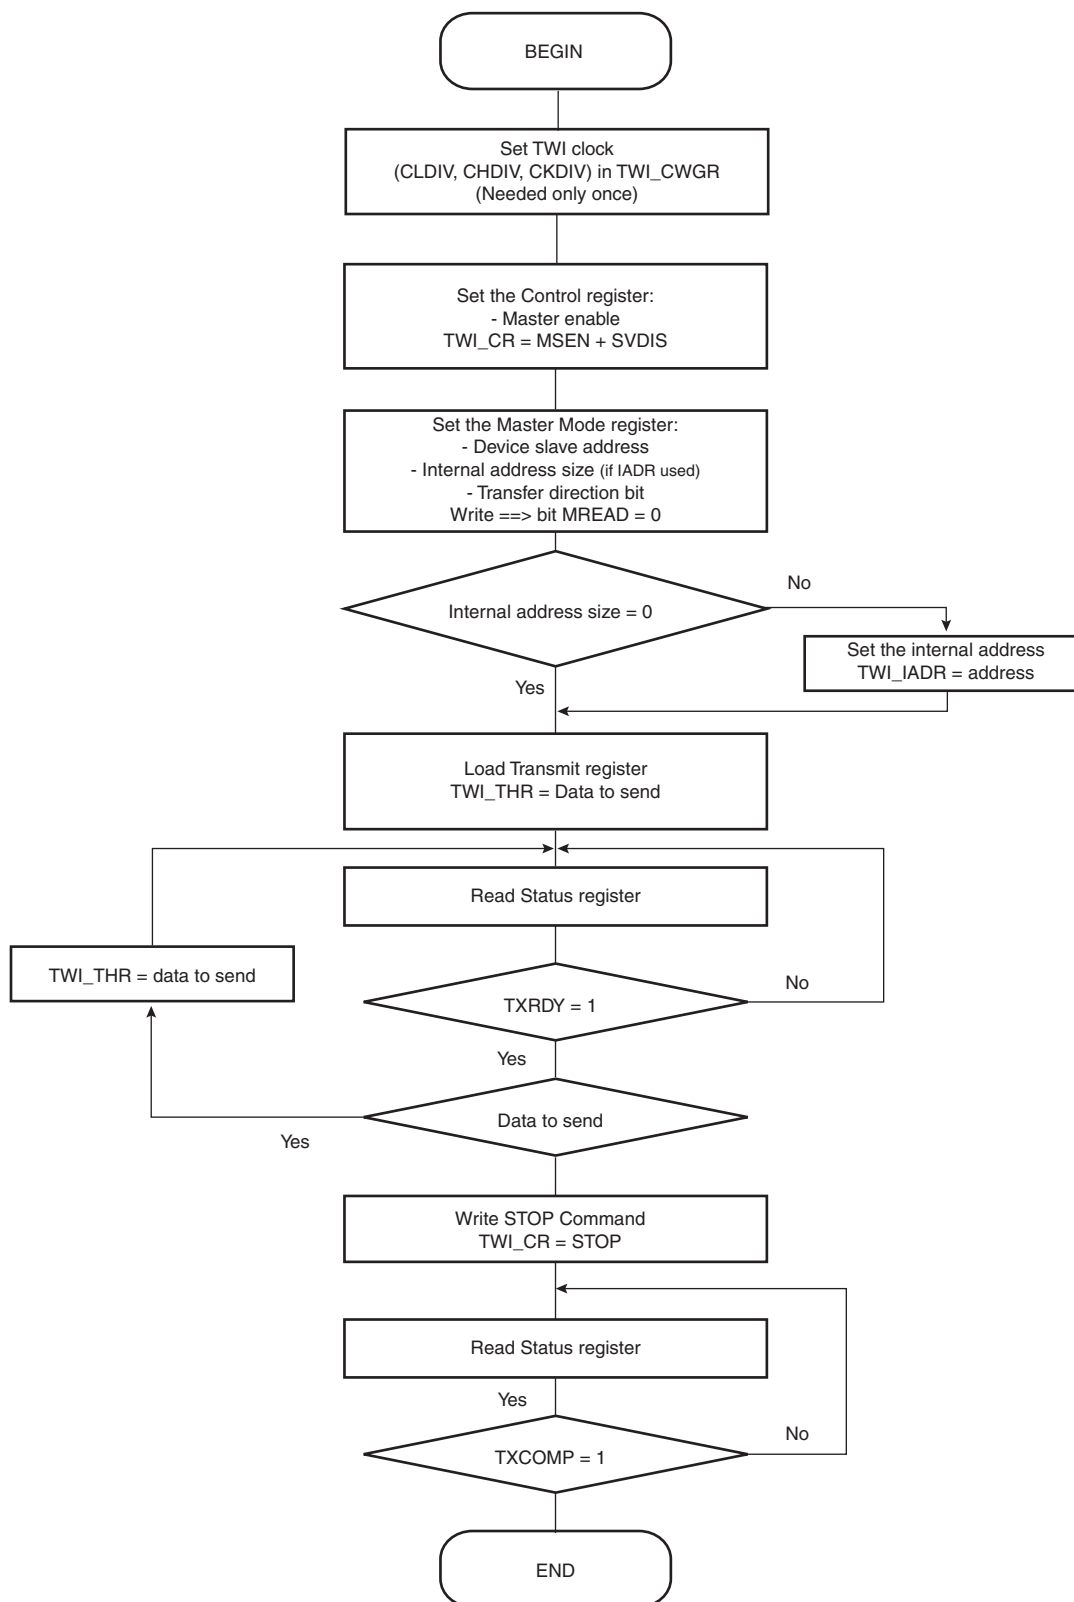 BEGIN
Set TWI clock
(CLDIV, CHDIV, CKDIV) in TWI_CWGR
(Needed only once)
Set the Control register:
- Master enable
TWI_CR = MSEN + SVDIS
Set the Master Mode register:
- Device slave address
- Internal address size (if IADR used)
- Transfer direction bit
Write ==> bit MREAD = 0
No
Internal address size = 0
Set the internal address
TWI_IADR = address
Yes
Load Transmit register
TWI_THR = Data to send
Read Status register
TWI_THR = data to send
No
TXRDY = 1
Yes
Data to send
Yes
Write STOP Command
TWI_CR = STOP
Read Status register
Yes
No
TXCOMP = 1
END